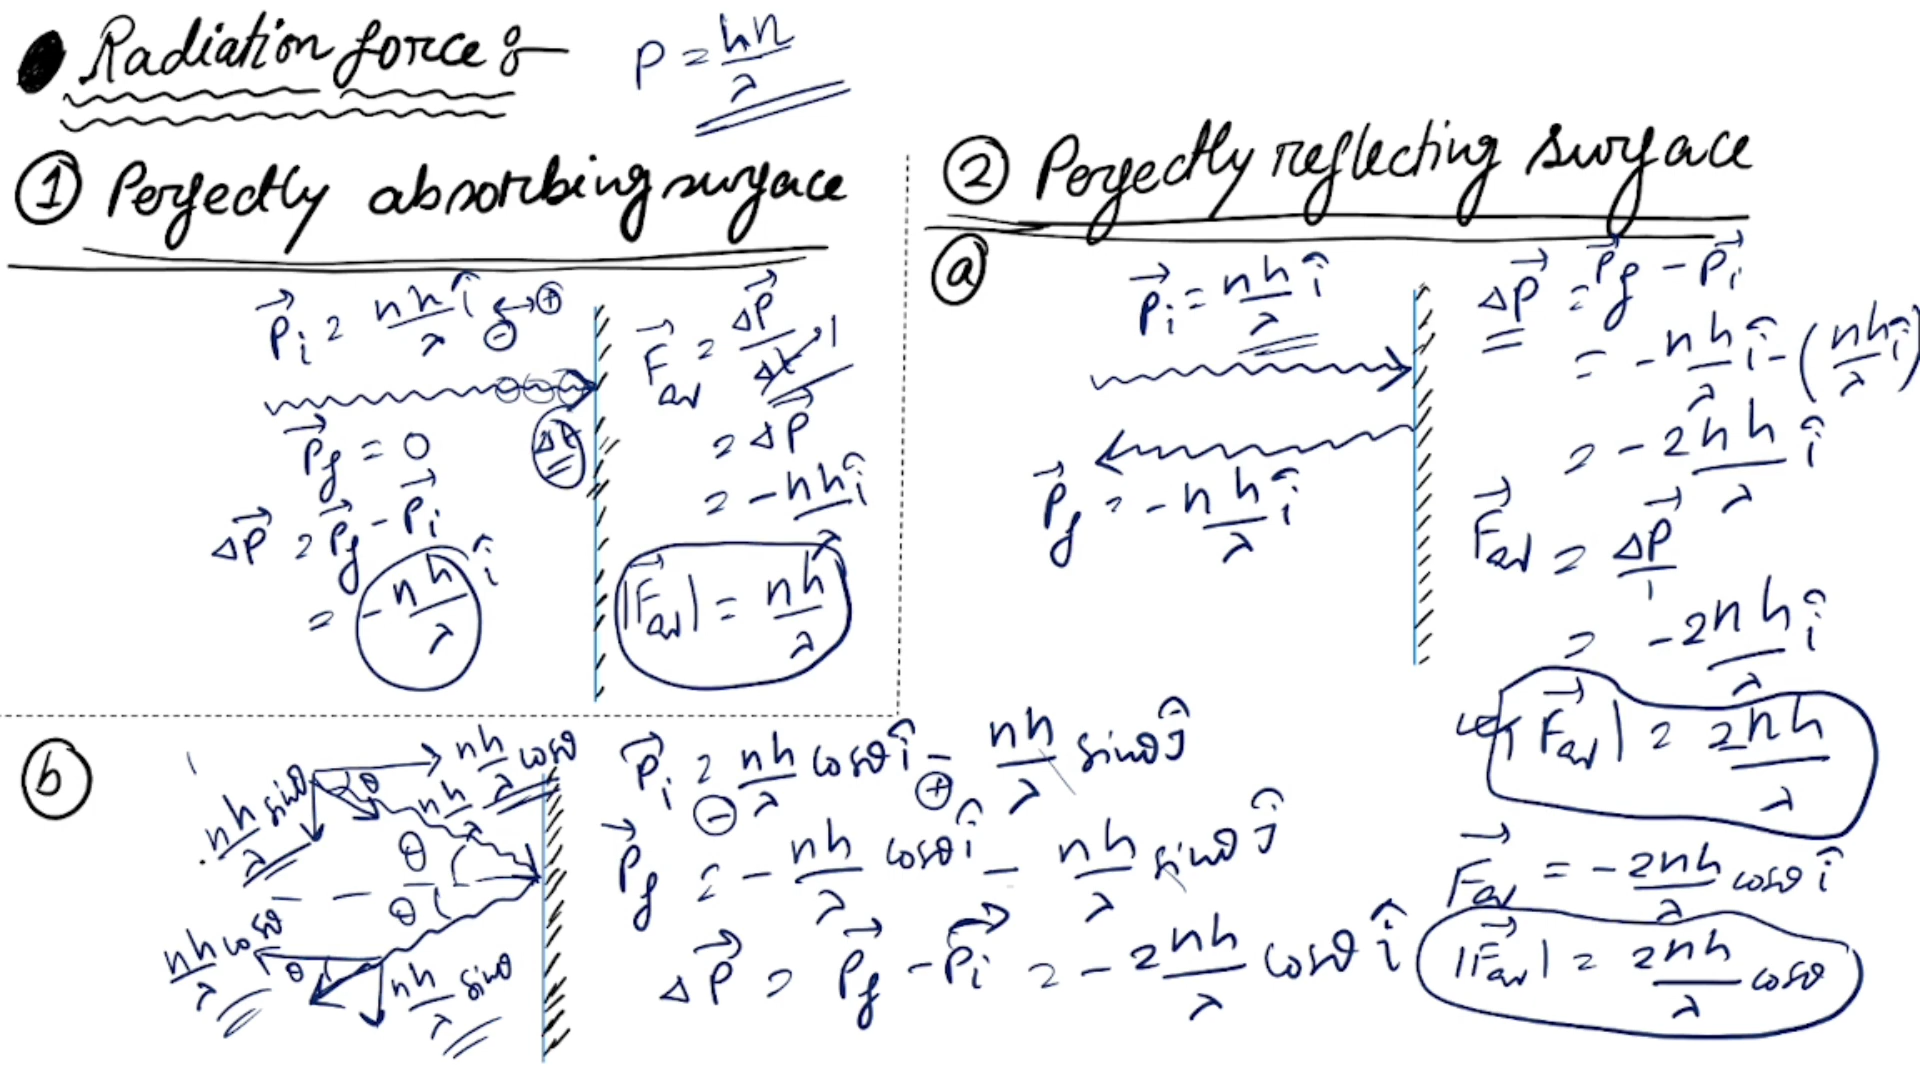 Radiation force :-
P = hn/λ
① Perfectly absorbing surface
P⃗i = nh/λ î
⊖ ⊕
P⃗f = 0
Δt
ΔP⃗ = P⃗f - P⃗i
= - nh/λ î
F⃗av = ΔP⃗/Δt 1
= ΔP⃗
= - nh/λ î
|F⃗av| = nh/λ
② Perfectly reflecting surface
ⓐ
P⃗i = nh/λ î
P⃗f = - nh/λ î
ΔP⃗ = P⃗f - P⃗i
= - nh/λ î - (nh/λ î)
= - 2nh/λ î
F⃗av = ΔP⃗/1
= - 2nh/λ î
|F⃗av| = 2nh/λ
ⓑ
nh/λ cosθ
nh/λ sinθ
θ
nh/λ
θ
θ
nh/λ cosθ
θ
nh/λ sinθ
P⃗i = nh/λ cosθ î - nh/λ sinθ ĵ
⊖ ⊕
P⃗f = - nh/λ cosθ î - nh/λ sinθ ĵ
ΔP⃗ = P⃗f - P⃗i = - 2nh/λ cosθ î
F⃗av = - 2nh/λ cosθ î
|F⃗av| = 2nh/λ cosθ